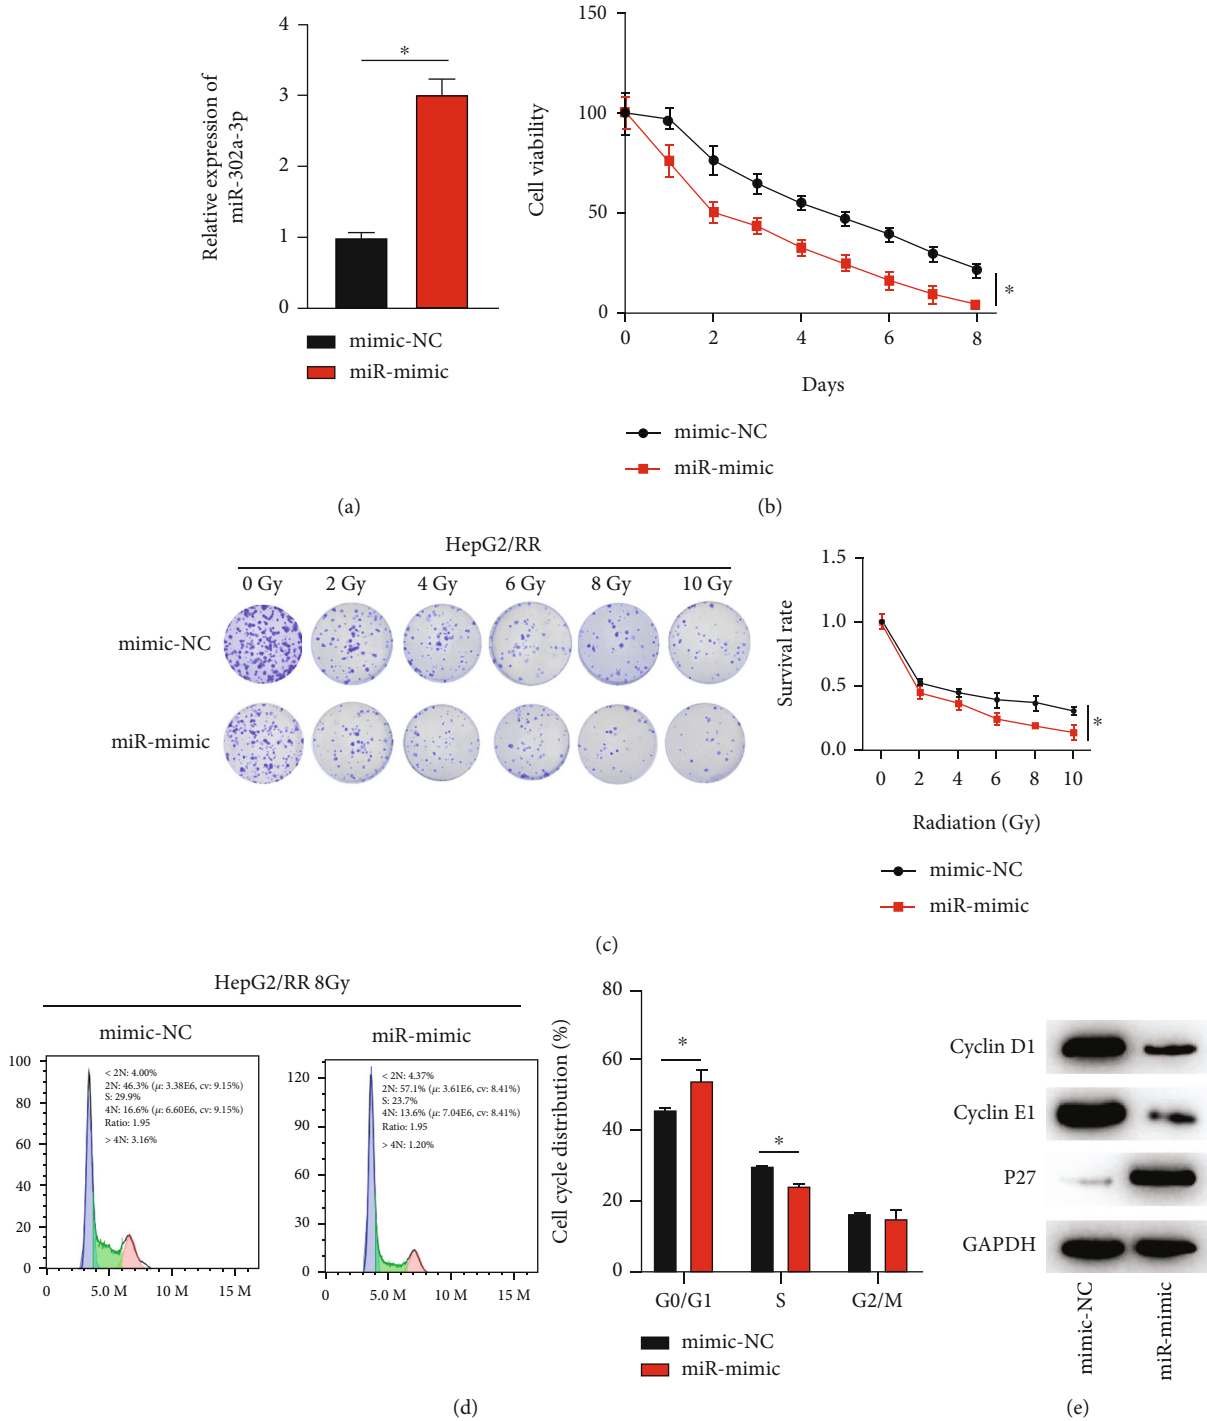 Relative expression of
miR-302a-3p
4
3
2
1
0
*
mimic-NC
miR-mimic
(a)
Cell viability
150
100
50
0
*
0 2 4 6 8
Days
mimic-NC
miR-mimic
(b)
HepG2/RR
0 Gy 2 Gy 4 Gy 6 Gy 8 Gy 10 Gy
mimic-NC
miR-mimic
Survival rate
1.5
1.0
0.5
0.0
*
0 2 4 6 8 10
Radiation (Gy)
mimic-NC
miR-mimic
(c)
HepG2/RR 8Gy
mimic-NC
100
80
60
40
20
0
< 2N: 4.00%
2N: 46.3% (μ: 3.38E6, cv: 9.15%)
S: 29.9%
4N: 16.6% (μ: 6.60E6, cv: 9.15%)
Ratio: 1.95
> 4N: 3.16%
0 5.0 M 10 M 15 M
miR-mimic
120
90
60
30
0
< 2N: 4.37%
2N: 57.1% (μ: 3.61E6, cv: 8.41%)
S: 23.7%
4N: 13.6% (μ: 7.04E6, cv: 8.41%)
Ratio: 1.95
> 4N: 1.20%
0 5.0 M 10 M 15 M
Cell cycle distribution (%)
80
60
40
20
0
*
*
G0/G1 S G2/M
mimic-NC
miR-mimic
(d)
Cyclin D1
Cyclin E1
P27
GAPDH
mimic-NC
miR-mimic
(e)